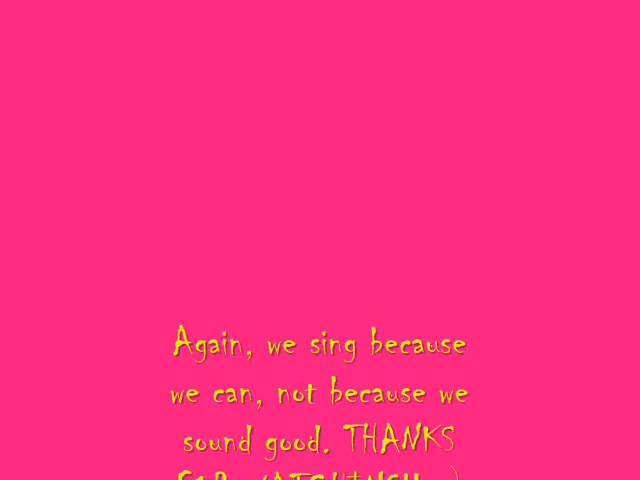 Again, we sing because
we can, not because we
sound good. THANKS